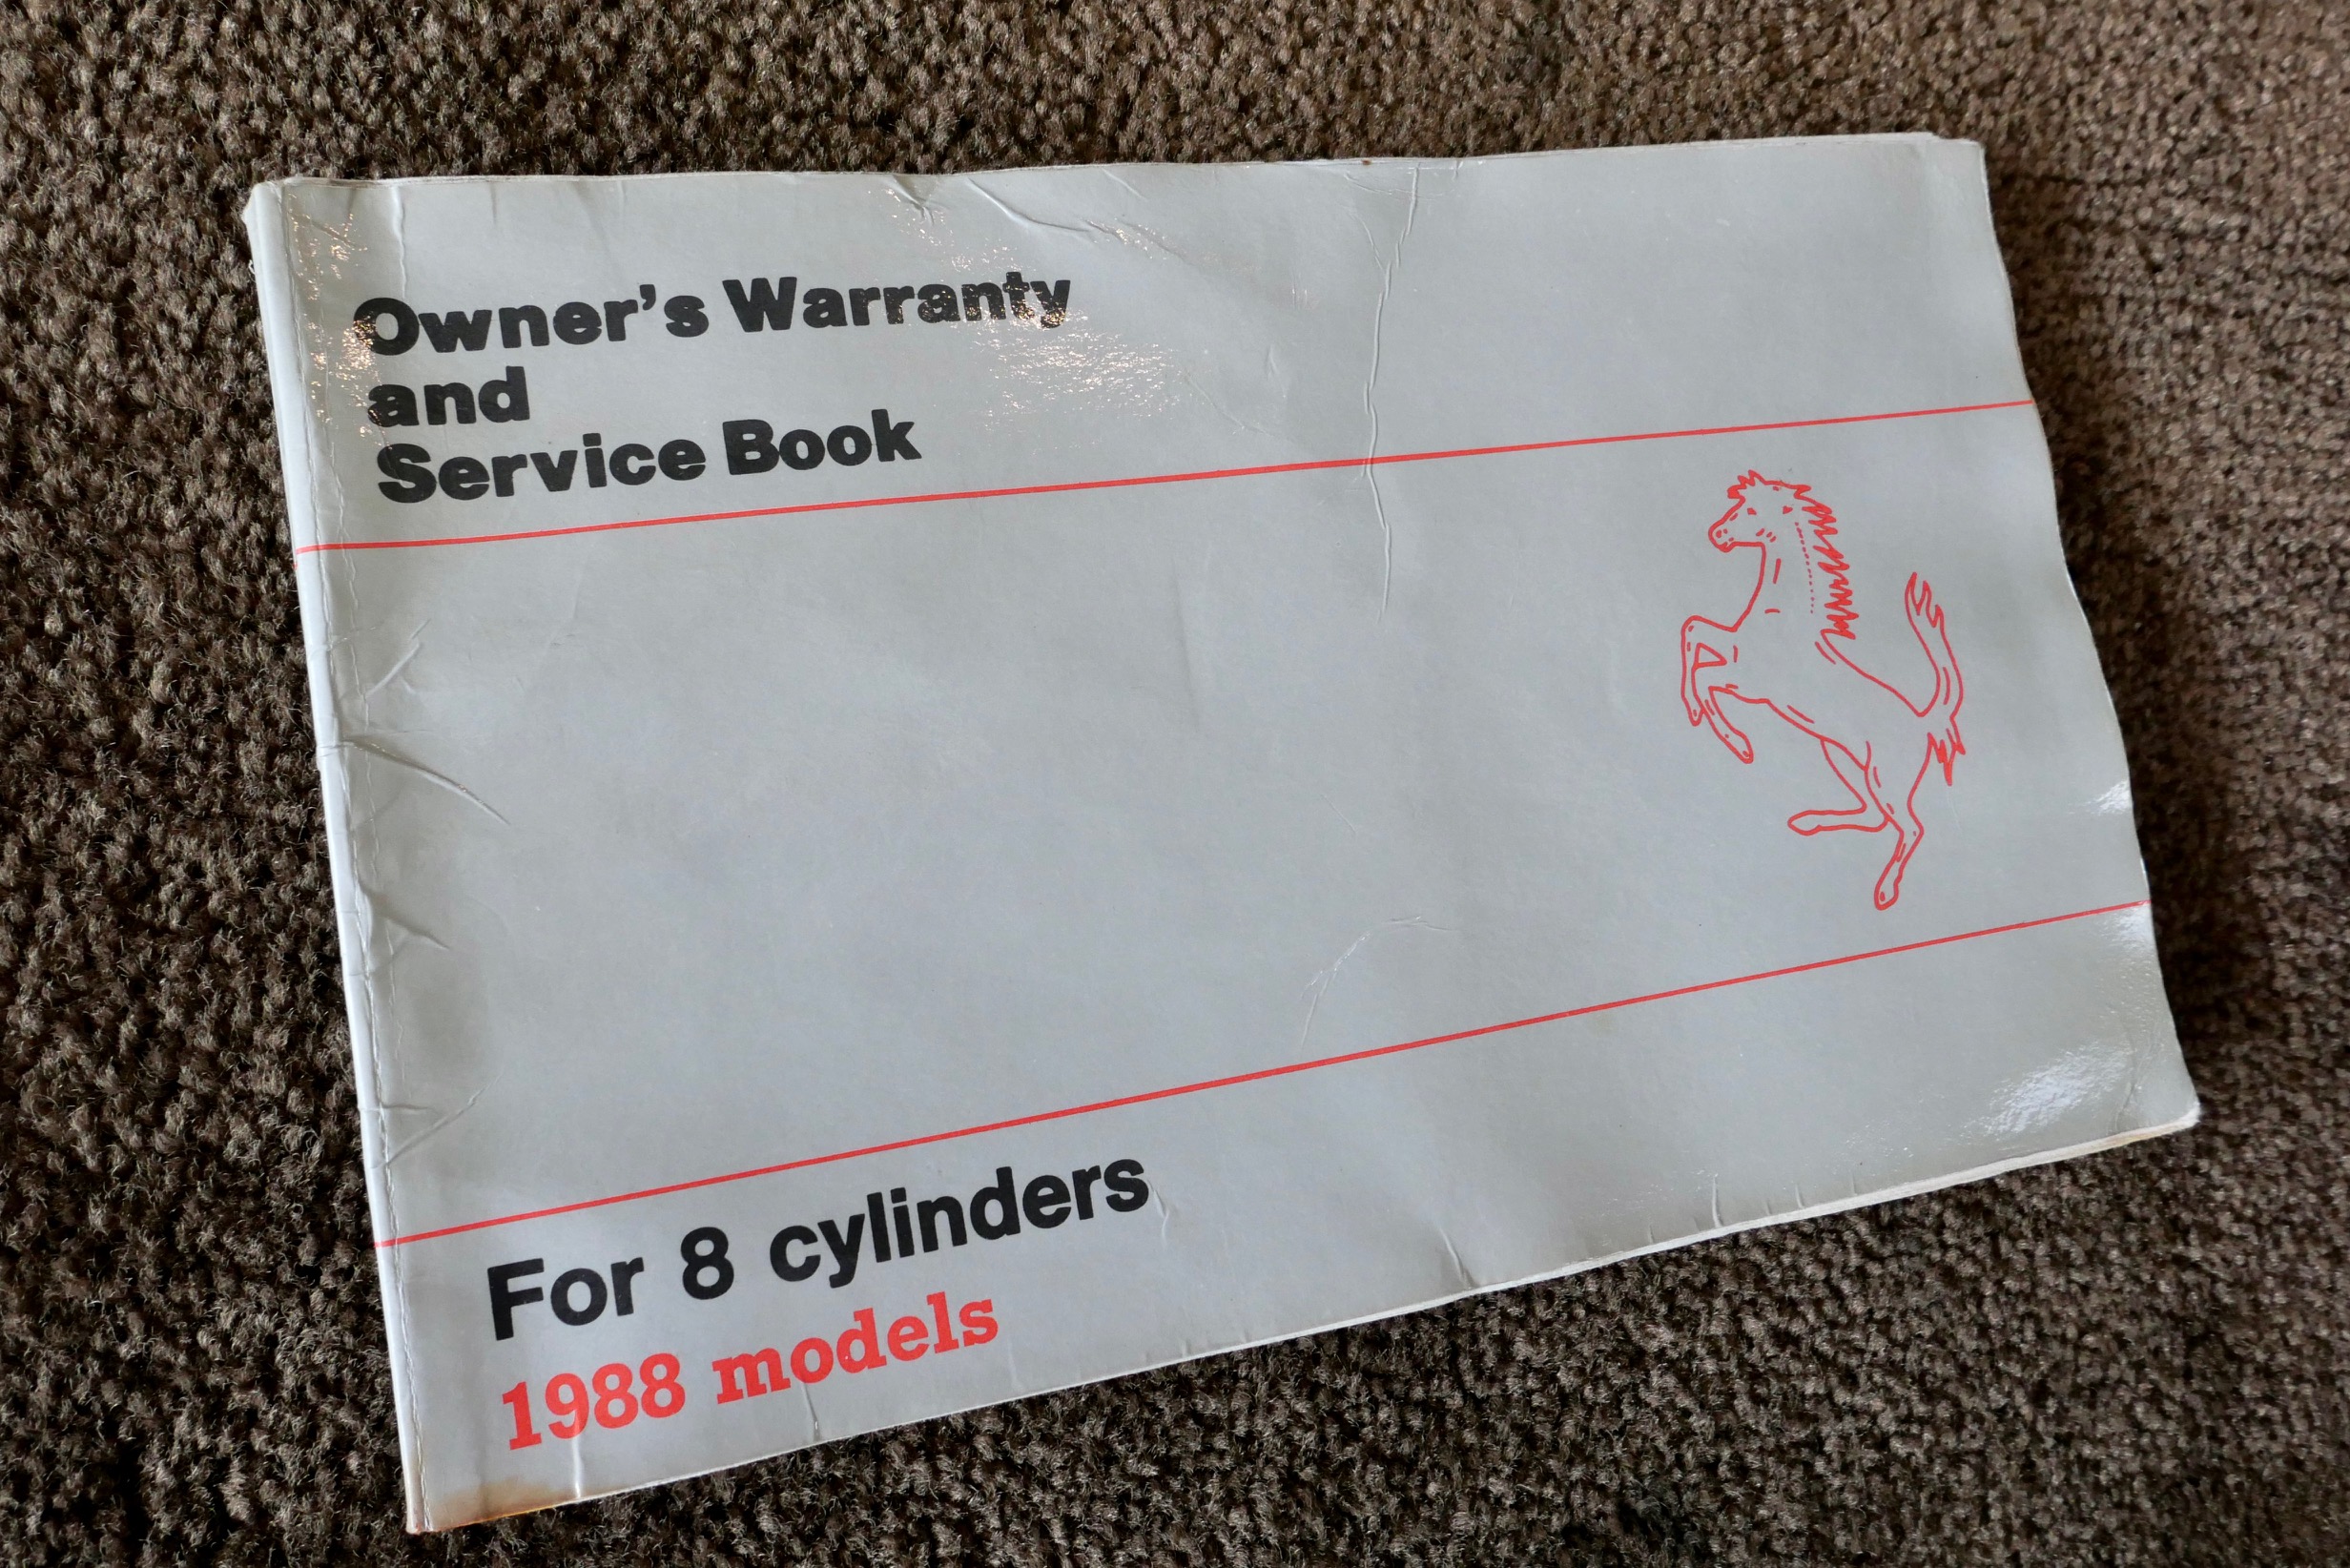 Owner's Warranty
and
Service Book
For 8 cylinders
1988 models